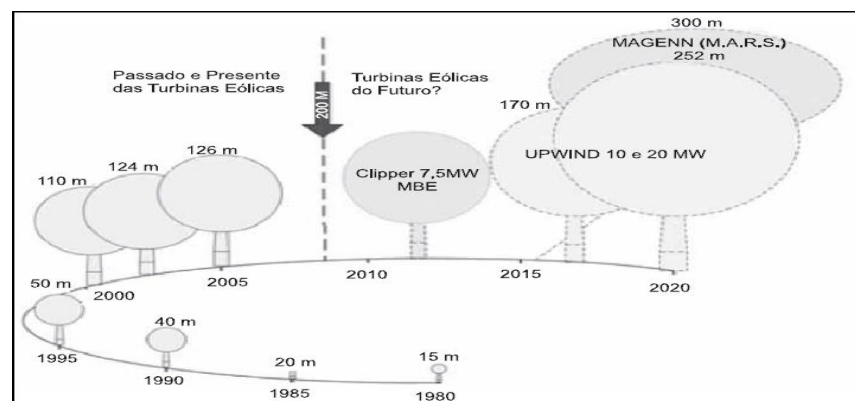 300 m
MAGENN (M.A.R.S.)
252 m
Passado e Presente
das Turbinas Eólicas
200 M
Turbinas Eólicas
do Futuro?
170 m
110 m
124 m
126 m
Clipper 7,5MW
MBE
UPWIND 10 e 20 MW
2000
2005
2010
2015
2020
50 m
40 m
20 m
15 m
1995
1990
1985
1980